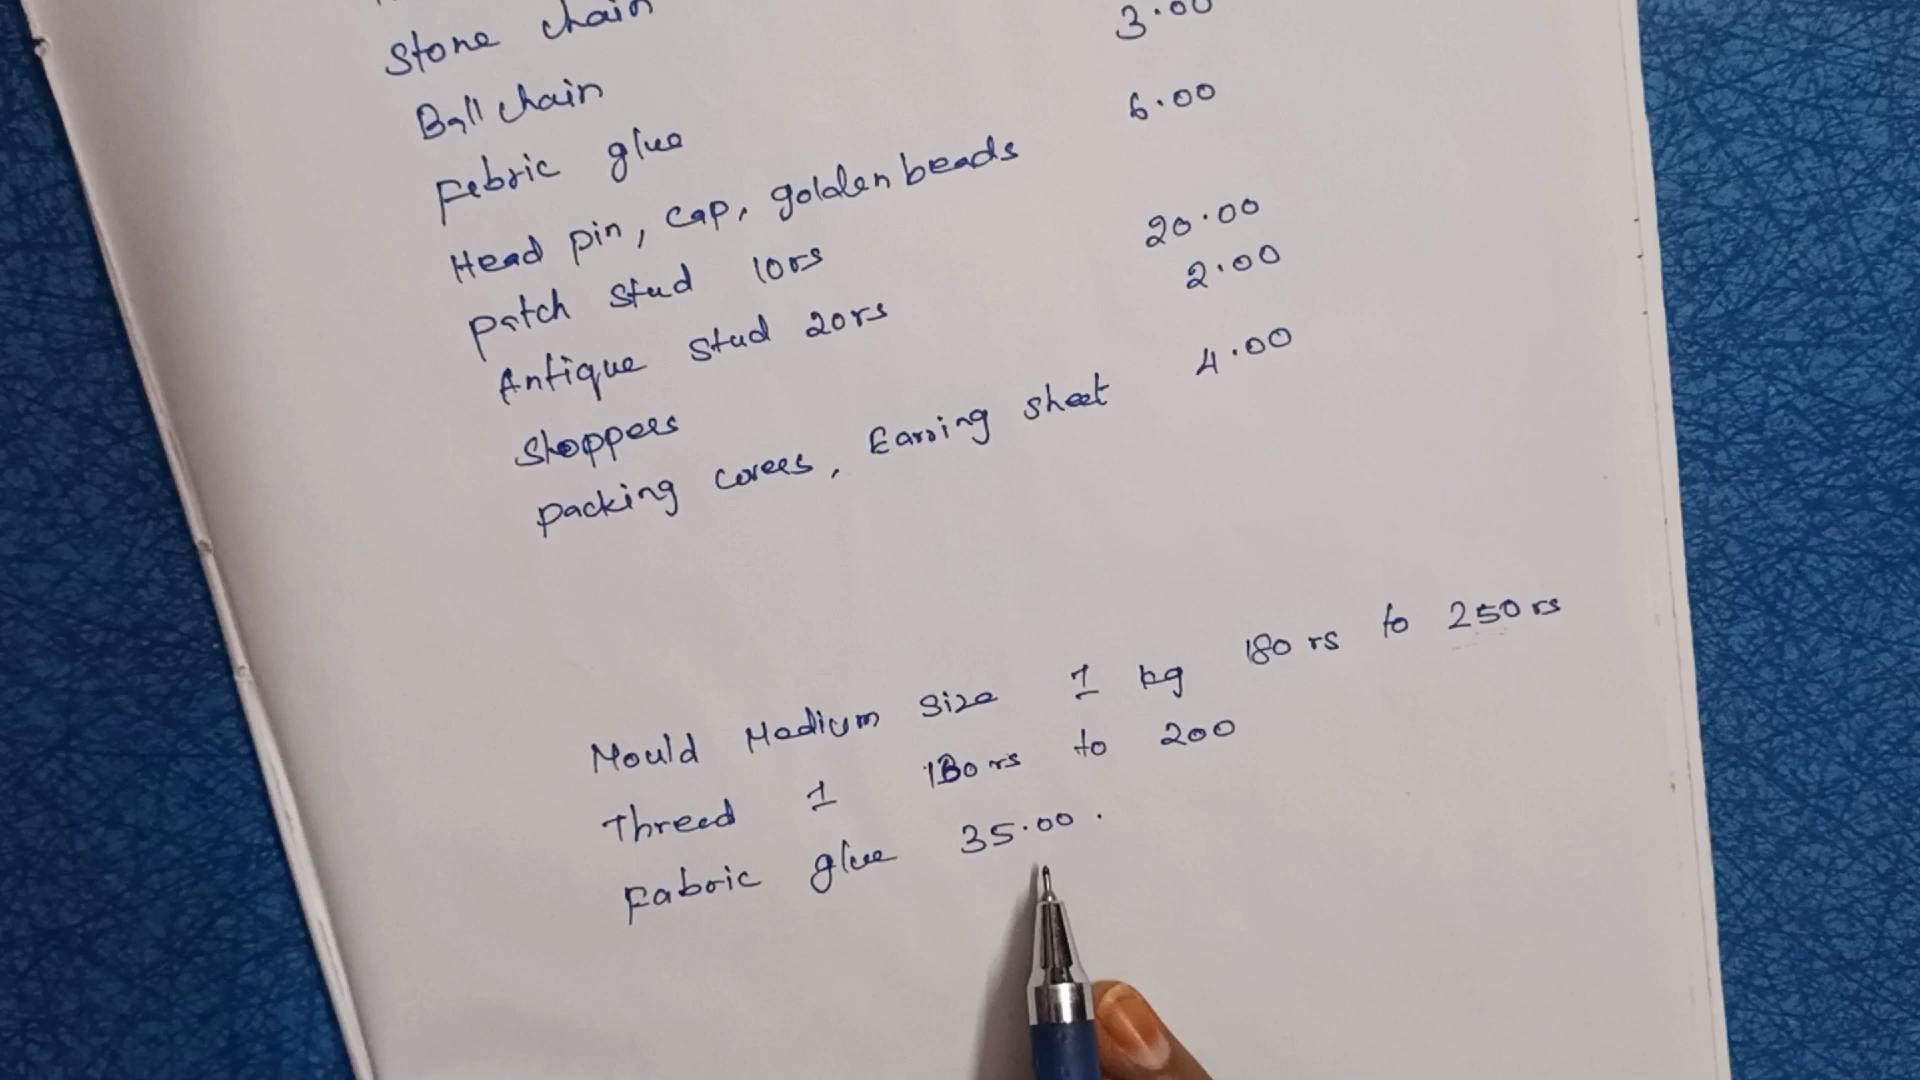 Stone chain
3.00
Ball chain
Febric glue 6.00
Head pin, cap, golden beads
Patch stud 10rs
Antique stud 20rs 20.00
Shoppers 2.00
packing covees, Earring sheet 4.00
Mould Medium size 1 kg 180 rs to 250 rs
Thread 1 180 rs to 200
Fabric glue 35.00.